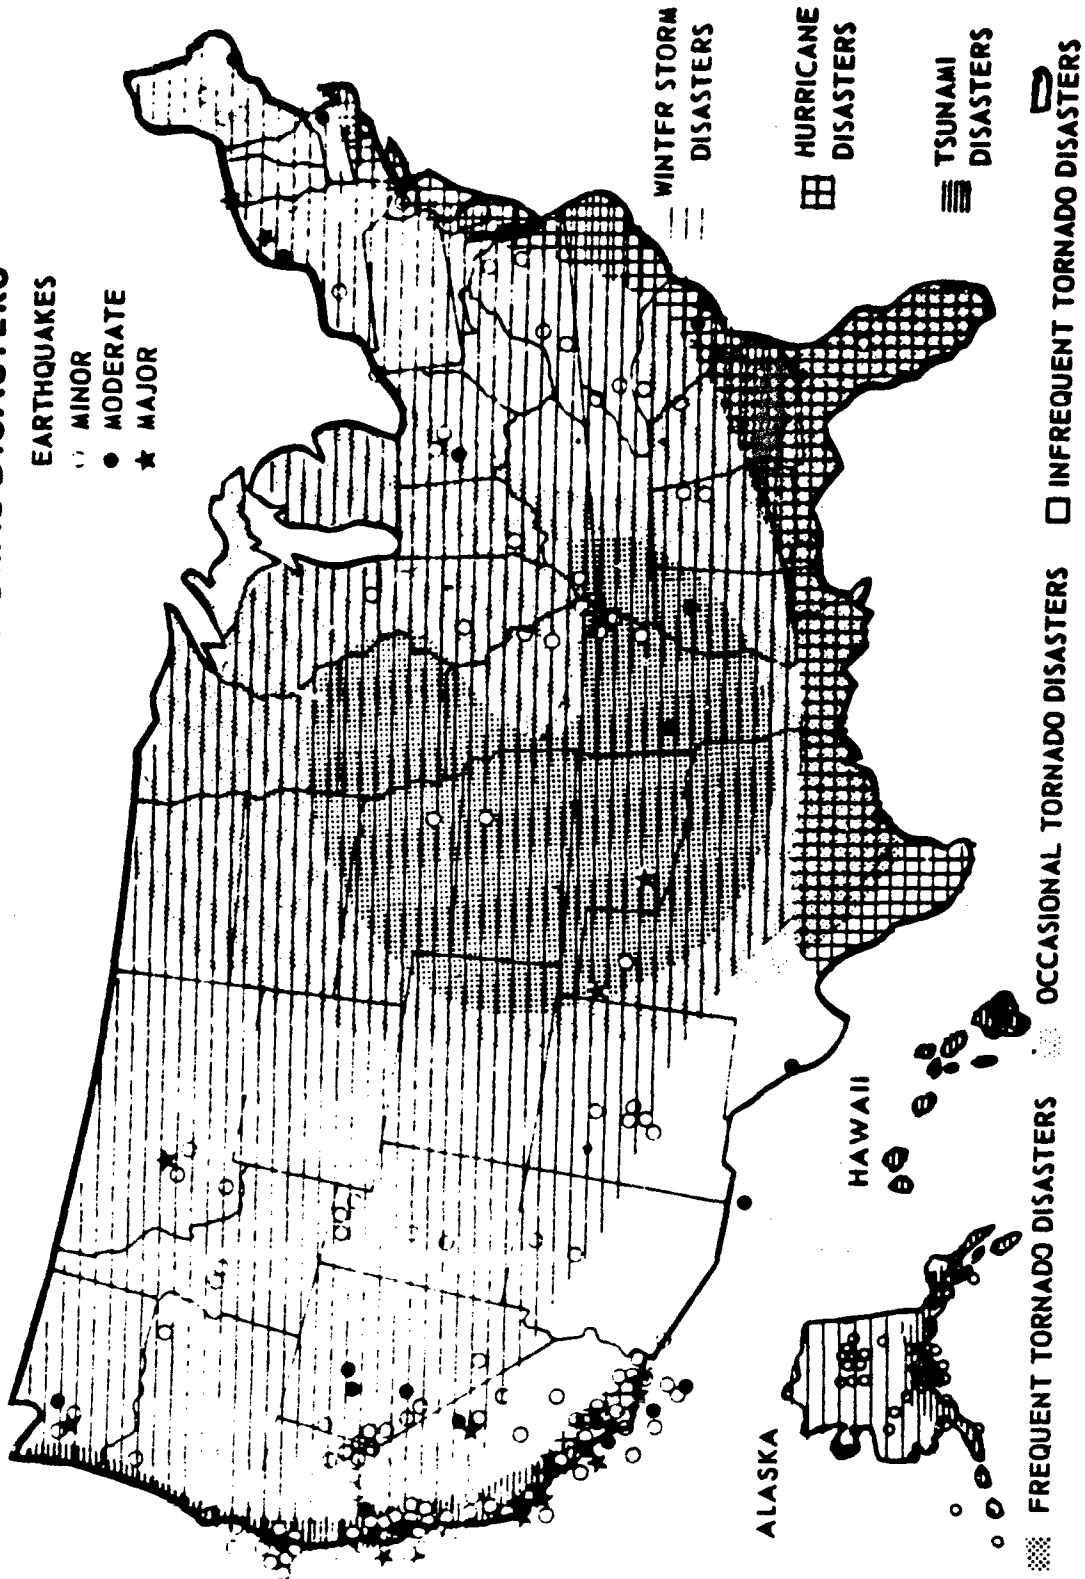 EARTHQUAKES
MINOR
MODERATE
MAJOR
WINTER STORM
DISASTERS
HURRICANE
DISASTERS
TSUNAMI
DISASTERS
ALASKA
HAWAII
FREQUENT TORNADO DISASTERS
OCCASIONAL TORNADO DISASTERS
INFREQUENT TORNADO DISASTERS